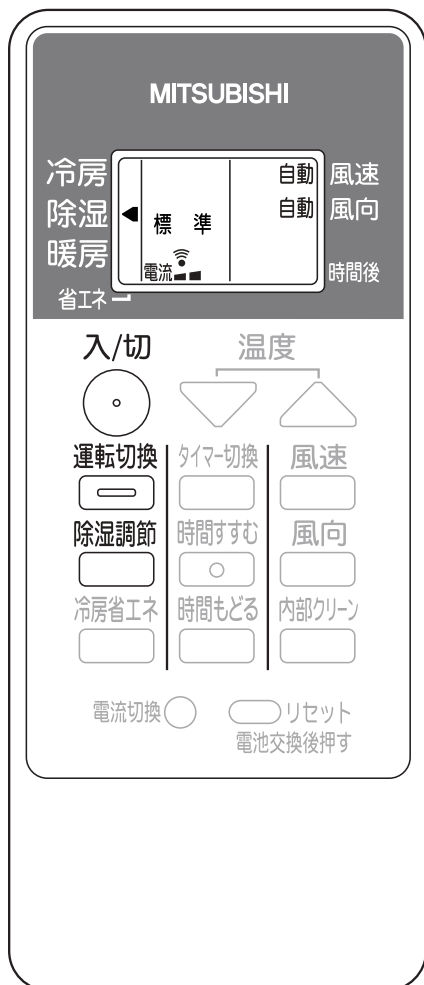 MITSUBISHI
冷房 自動 風速
除湿 標準 自動 風向
暖房 電流 時間後
省エネ
入/切 温度
運転切換 タイマー切換 風速
除湿調節 時間すすむ 風向
冷房省エネ 時間もどる 内部クリーン
電流切換 リセット
電池交換後押す